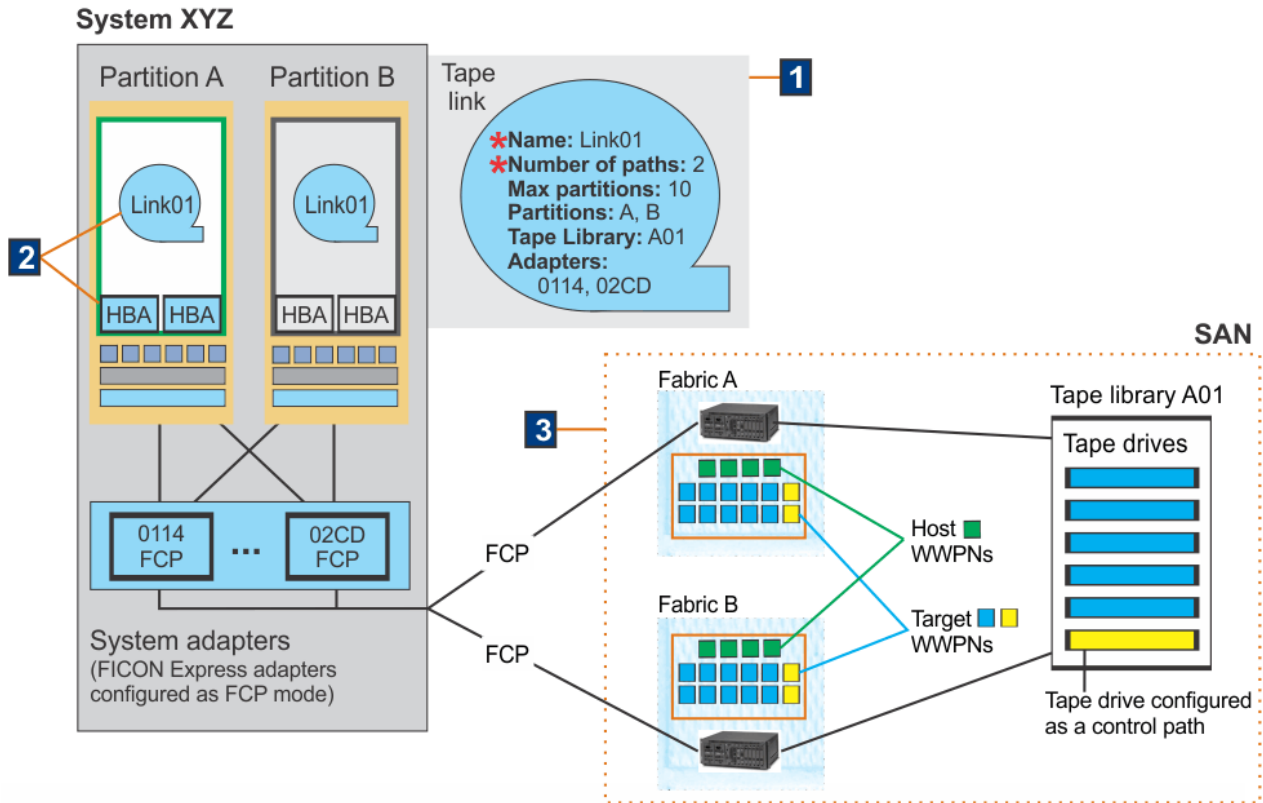 System XYZ
Partition A
Partition B
Link01
Link01
HBA
HBA
HBA
HBA
2
Tape
link
*Name: Link01
*Number of paths: 2
Max partitions: 10
Partitions: A, B
Tape Library: A01
Adapters:
0114, 02CD
1
0114
FCP
...
02CD
FCP
System adapters
(FICON Express adapters
configured as FCP mode)
FCP
FCP
SAN
3
Fabric A
Fabric B
Host
WWPNs
Target
WWPNs
Tape library A01
Tape drives
Tape drive configured
as a control path